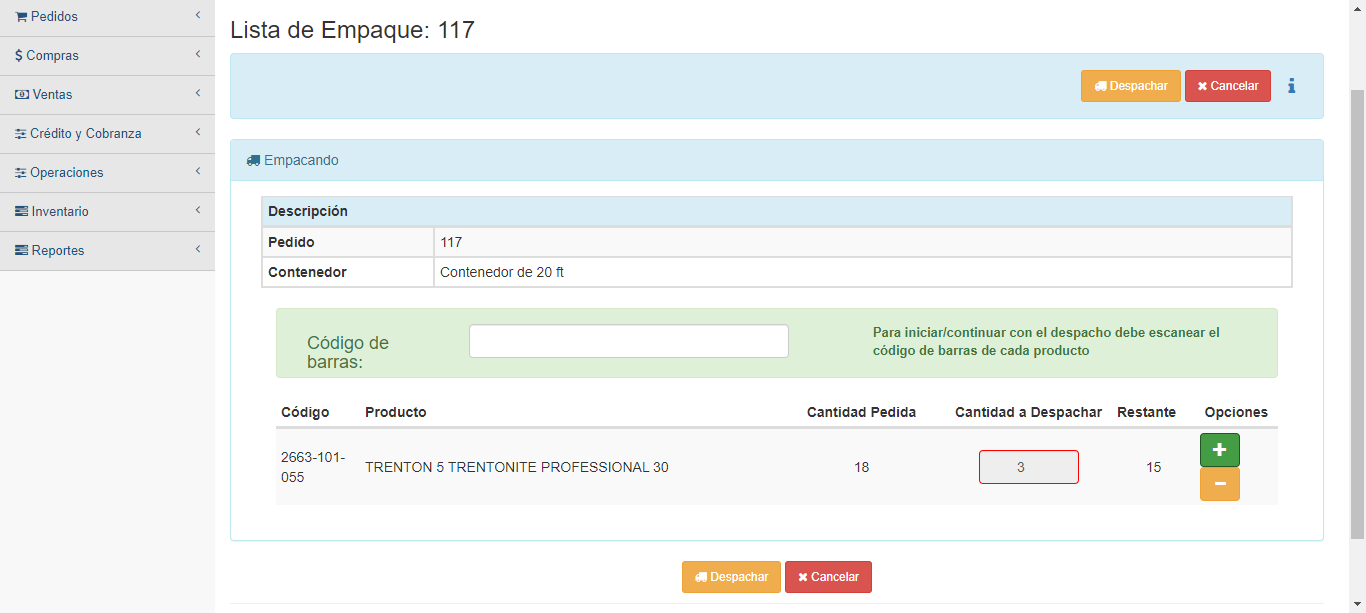 Pedidos
$ Compras
Ventas
Crédito y Cobranza
Operaciones
Inventario
Reportes
Lista de Empaque: 117
Despachar
Cancelar
Empacando
Descripción
Pedido 117
Contenedor Contenedor de 20 ft
Código de
barras:
Para iniciar/continuar con el despacho debe escanear el
código de barras de cada producto
Código Producto Cantidad Pedida Cantidad a Despachar Restante Opciones
2663-101-
055
TRENTON 5 TRENTONITE PROFESSIONAL 30 18 3 15
Despachar
Cancelar